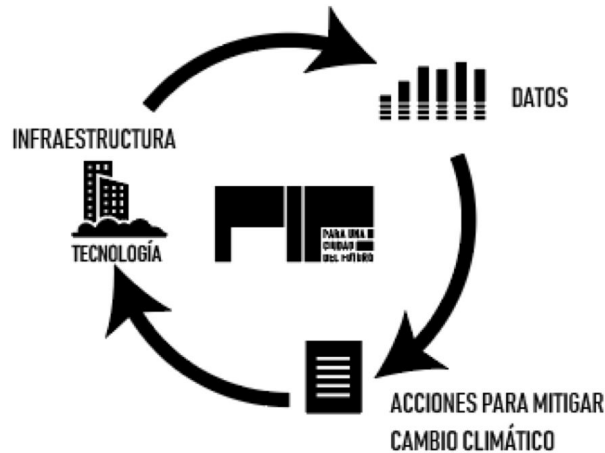 DATOS
INFRAESTRUCTURA
TECNOLOGÍA
PARA UNA
CIUDAD
DEL FUTURO
ACCIONES PARA MITIGAR
CAMBIO CLIMÁTICO